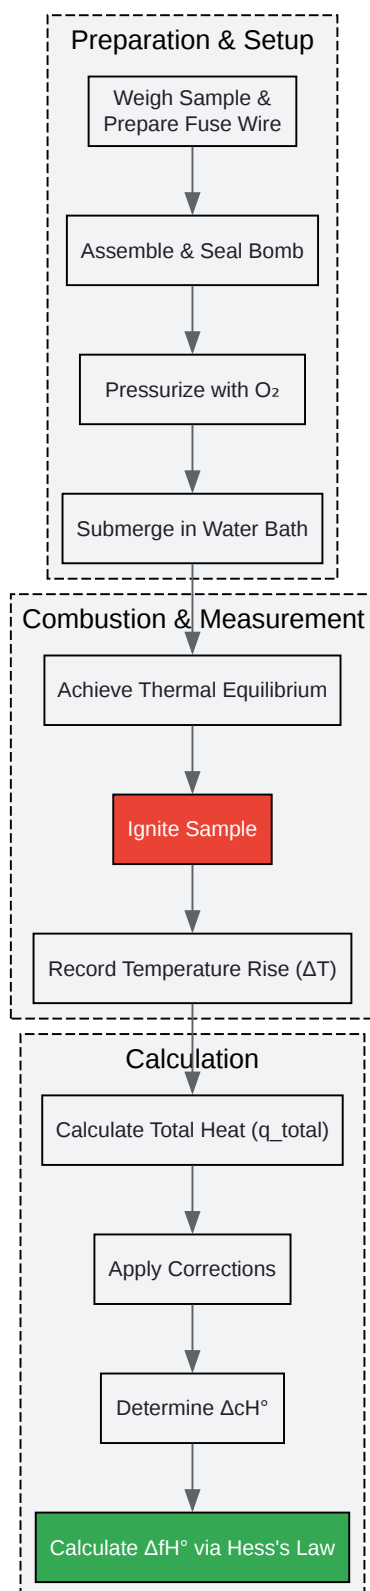 Preparation & Setup
Weigh Sample &
Prepare Fuse Wire
Assemble & Seal Bomb
Pressurize with O₂
Submerge in Water Bath
Combustion & Measurement
Achieve Thermal Equilibrium
Ignite Sample
Record Temperature Rise (ΔT)
Calculation
Calculate Total Heat (q_total)
Apply Corrections
Determine ΔcH°
Calculate ΔfH° via Hess's Law